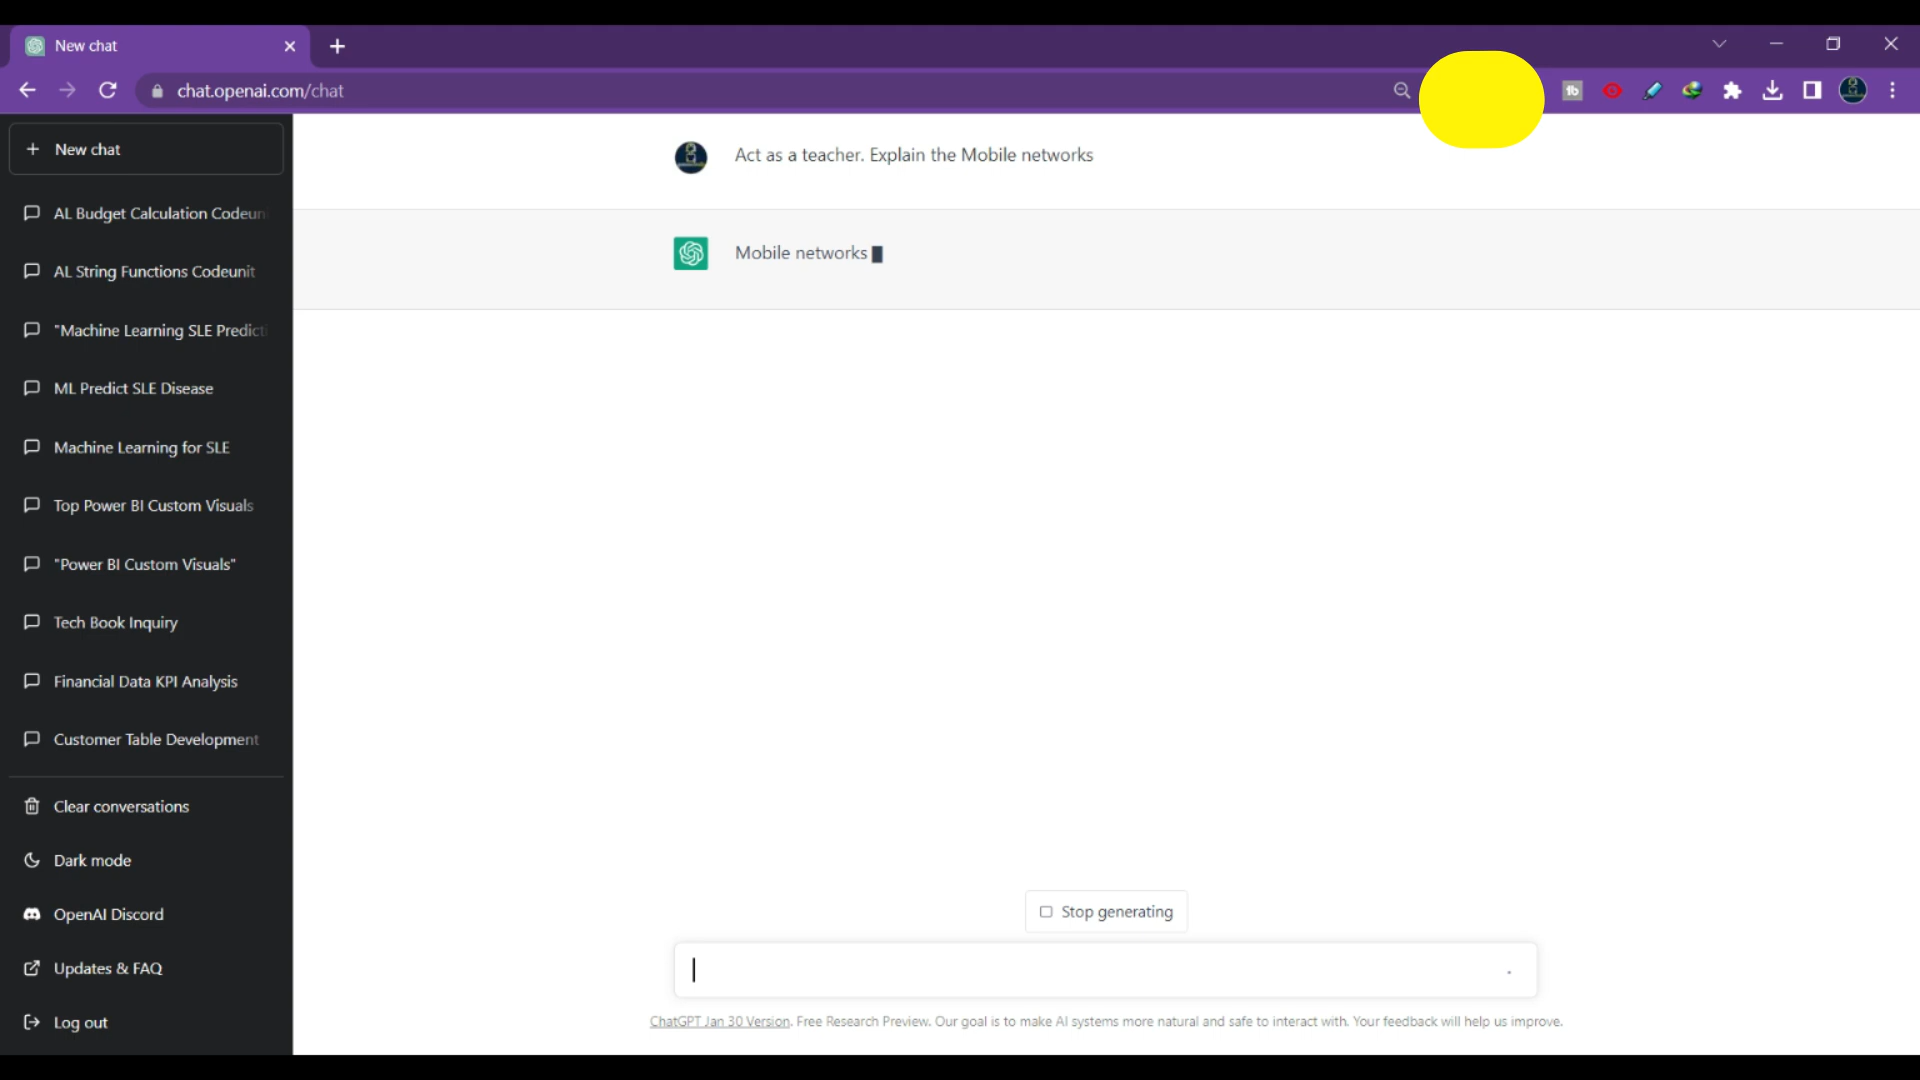 New chat
chat.openai.com/chat
New chat
AL Budget Calculation Codeun
AL String Functions Codeunit
"Machine Learning SLE Predicti
ML Predict SLE Disease
Machine Learning for SLE
Top Power BI Custom Visuals
"Power BI Custom Visuals"
Tech Book Inquiry
Financial Data KPI Analysis
Customer Table Development
Clear conversations
Dark mode
OpenAI Discord
Updates & FAQ
Log out
Act as a teacher. Explain the Mobile networks
Mobile networks
Stop generating
ChatGPT Jan 30 Version. Free Research Preview. Our goal is to make AI systems more natural and safe to interact with. Your feedback will help us improve.